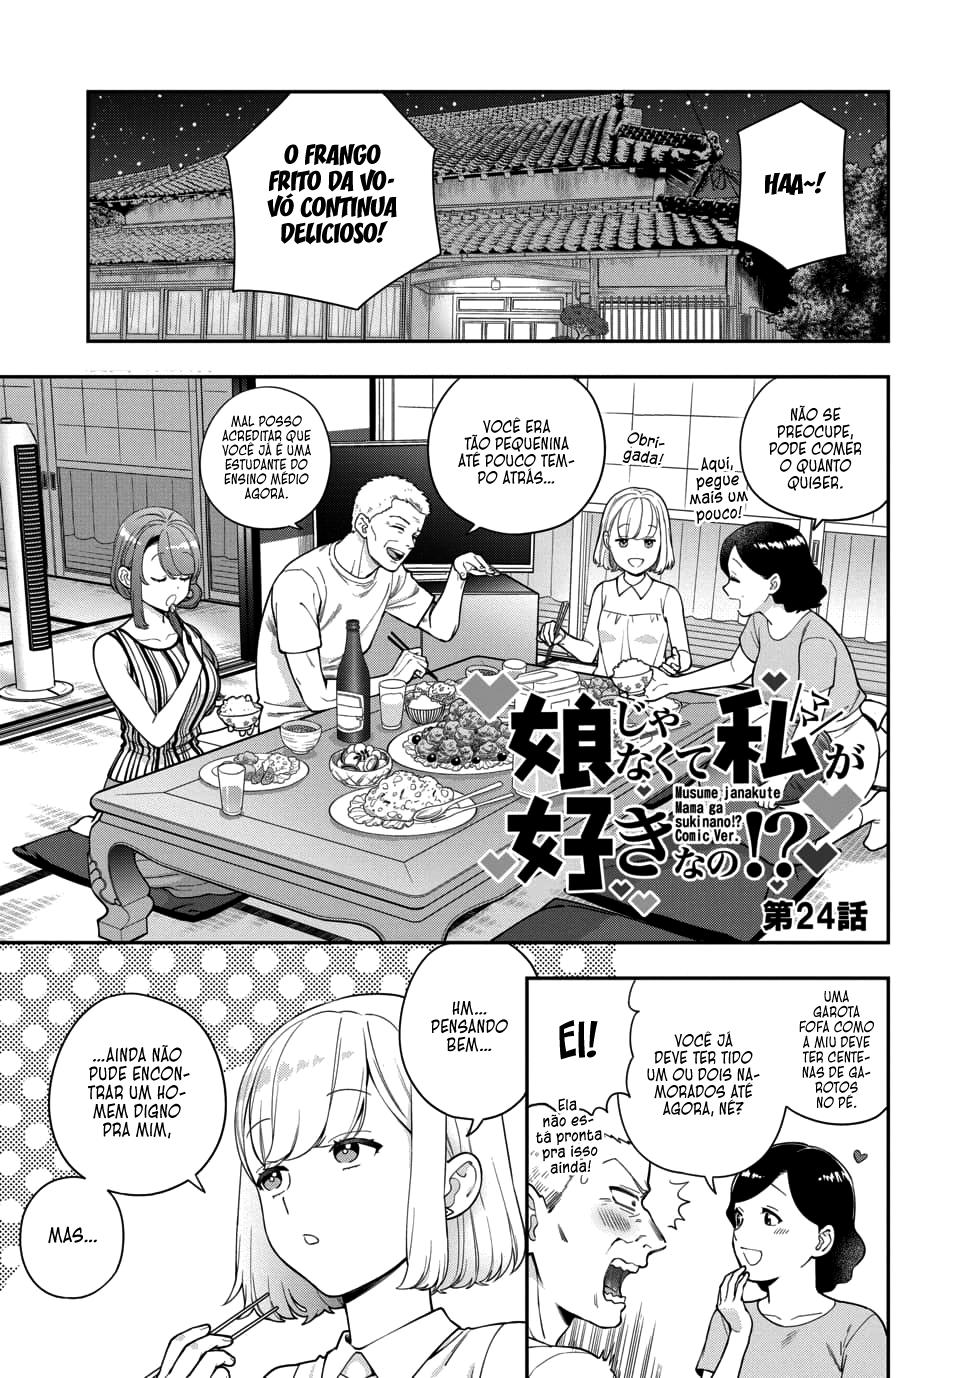 HAA~!
O FRANGO
FRITO DA VO-
VÓ CONTINUA
DELICIOSO!
NÃO SE
PREOCUPE,
PODE COMER
O QUANTO
QUISER.
Aqui,
pegue
mais um
pouco!
Obri-
gada!
VOCÊ ERA
TÃO PEQUENINA
ATÉ POUCO TEM-
PO ATRÁS...
MAL POSSO
ACREDITAR QUE
VOCÊ JÁ É UMA
ESTUDANTE DO
ENSINO MÉDIO
AGORA.
娘じゃなくて私が
ママ
好きなの!?
Musume janakute
Mama ga
sukinano!?
Comic Ver.
第24話
UMA
GAROTA
FOFA COMO
A MIU DEVE
TER CENTE-
NAS DE GA-
ROTOS
NO PÉ.
VOCÊ JÁ
DEVE TER TIDO
UM OU DOIS NA-
MORADOS ATÉ
AGORA, NÉ?
EI!
Ela
não es-
tá pronta
pra isso
ainda!
HM...
PENSANDO
BEM...
...AINDA NÃO
PUDE ENCON-
TRAR UM HO-
MEM DIGNO
PRA MIM,
MAS...